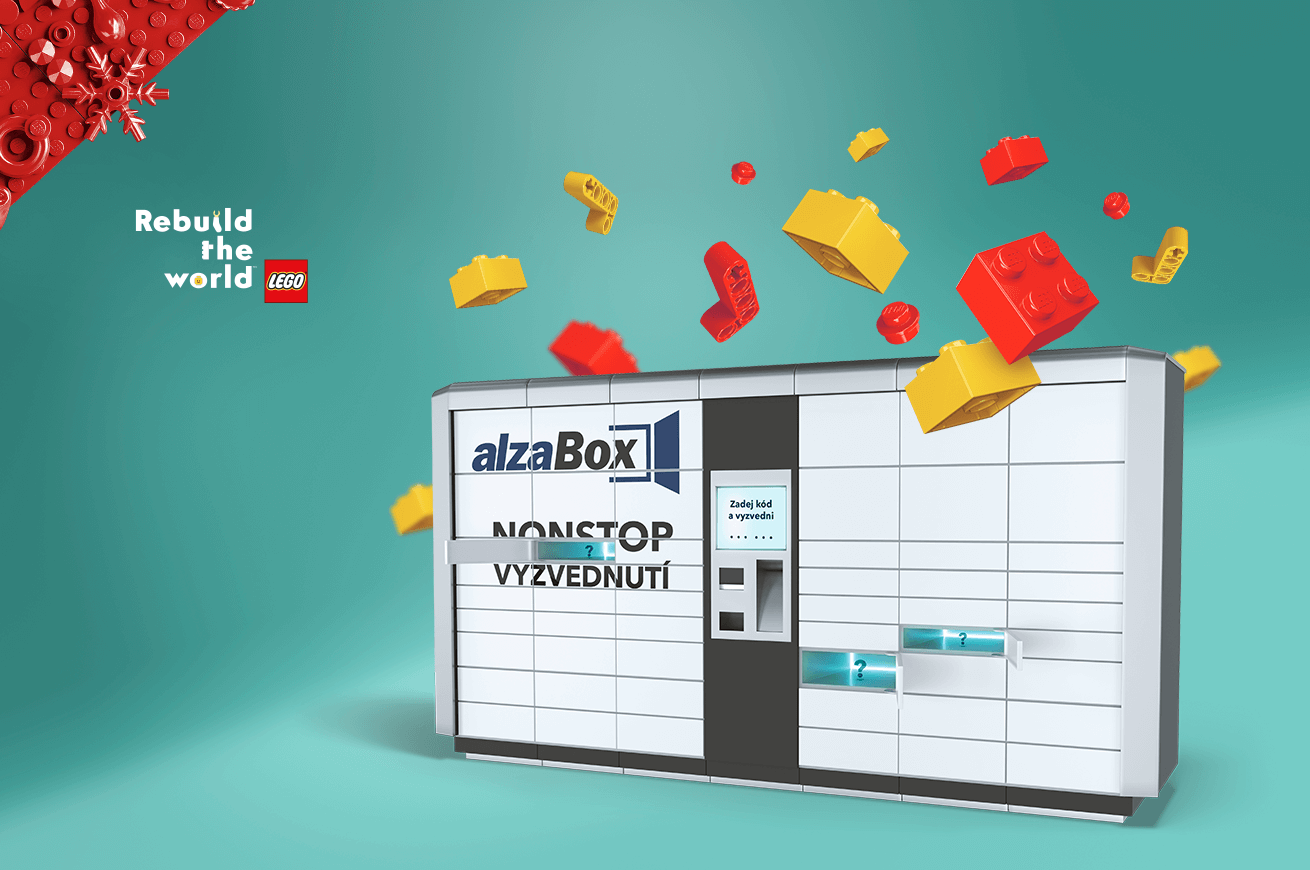 Rebuild
the
world
LEGO
alzaBox
NONSTOP
VYZVEDNUTÍ
Zadej kód
a vyzvedni
?
?
?